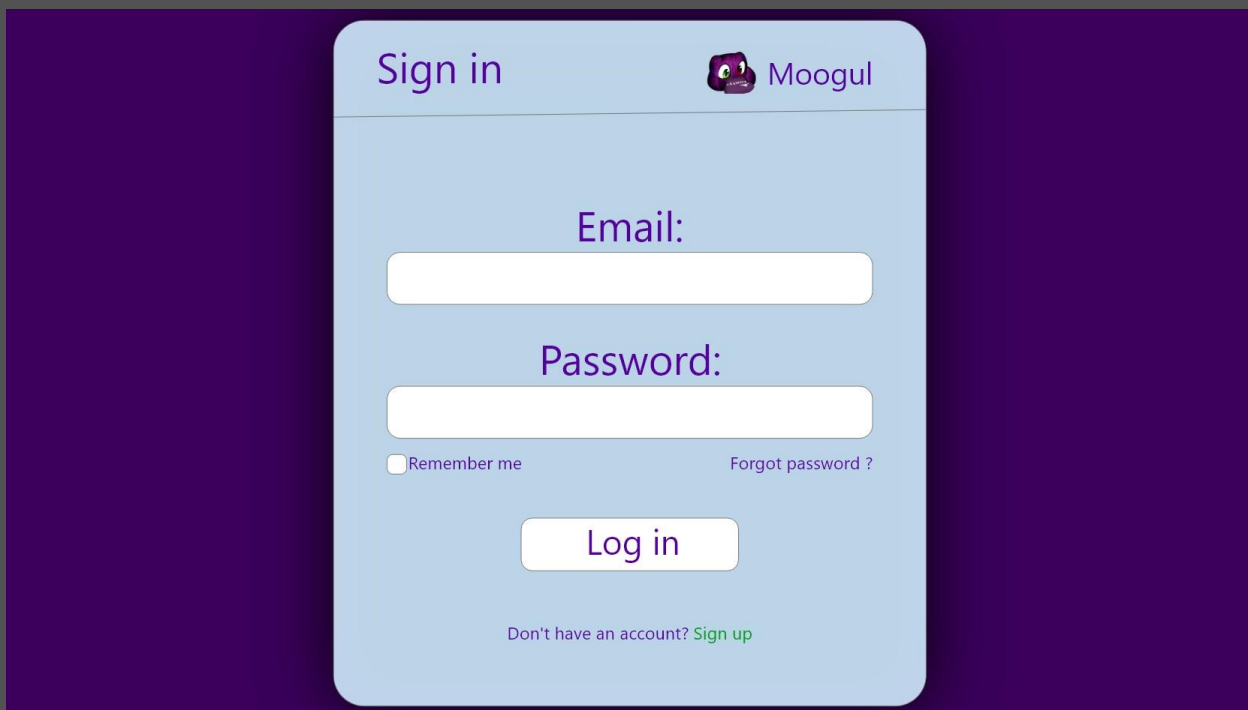 Sign in
Moogul
Email:
Password:
Remember me
Forgot password ?
Log in
Don't have an account? Sign up